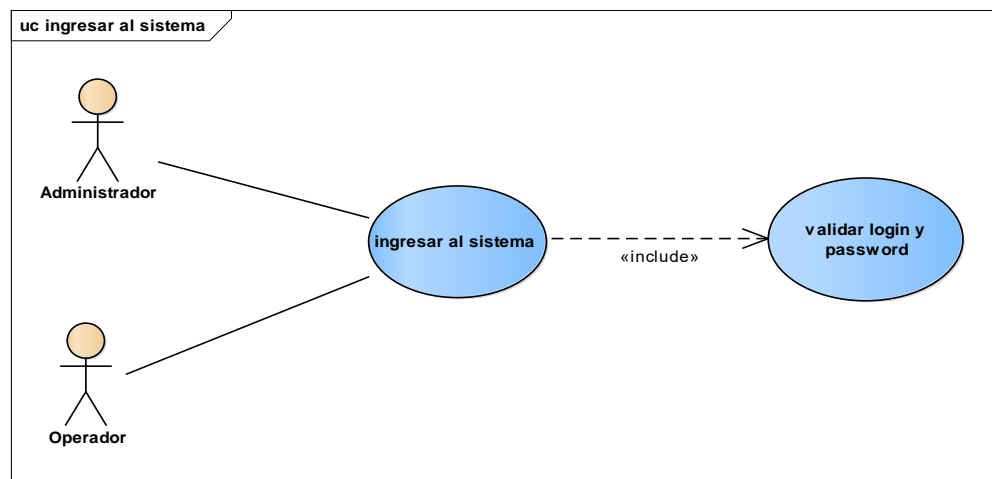 uc ingresar al sistema
Administrador
ingresar al sistema
«include»
validar login y
password
Operador